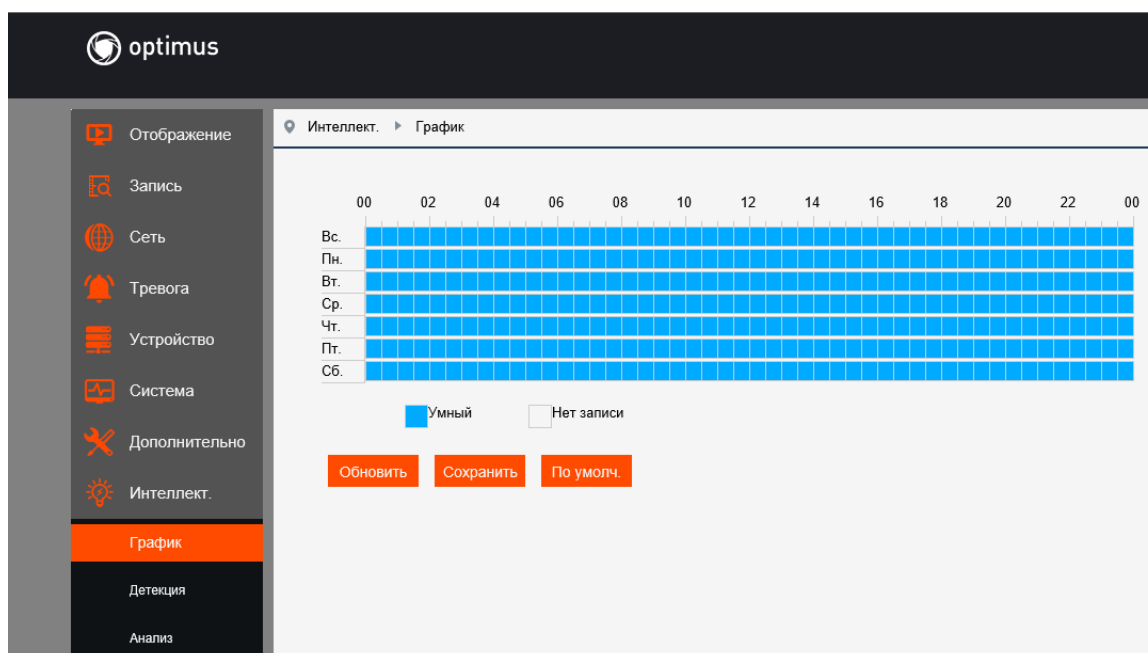 optimus
Отображение
Запись
Сеть
Тревога
Устройство
Система
Дополнительно
Интеллект.
График
Детекция
Анализ
Интеллект. График
00 02 04 06 08 10 12 14 16 18 20 22 00
Вс.
Пн.
Вт.
Ср.
Чт.
Пт.
Сб.
Умный Нет записи
Обновить Сохранить По умолч.